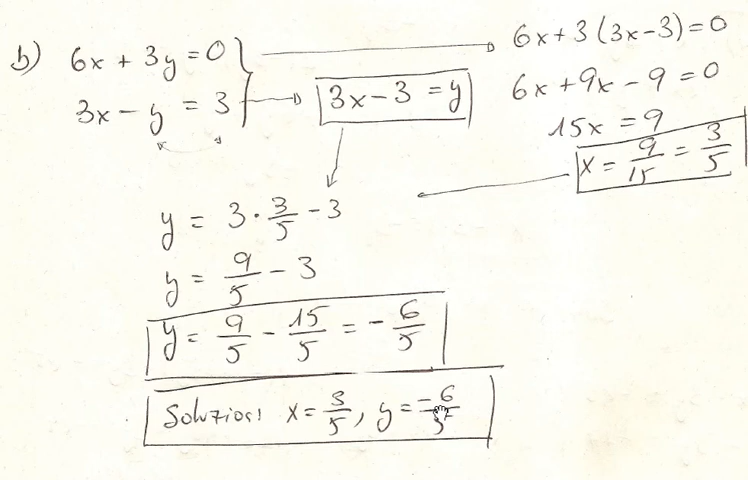 b) 6x + 3y = 0
3x - y = 3
3x - 3 = y
6x + 3 (3x - 3) = 0
6x + 9x - 9 = 0
15x = 9
x = 9/15 = 3/5
y = 3 · 3/5 - 3
y = 9/5 - 3
y = 9/5 - 15/5 = - 6/5
x = 3/5, y = -6/5